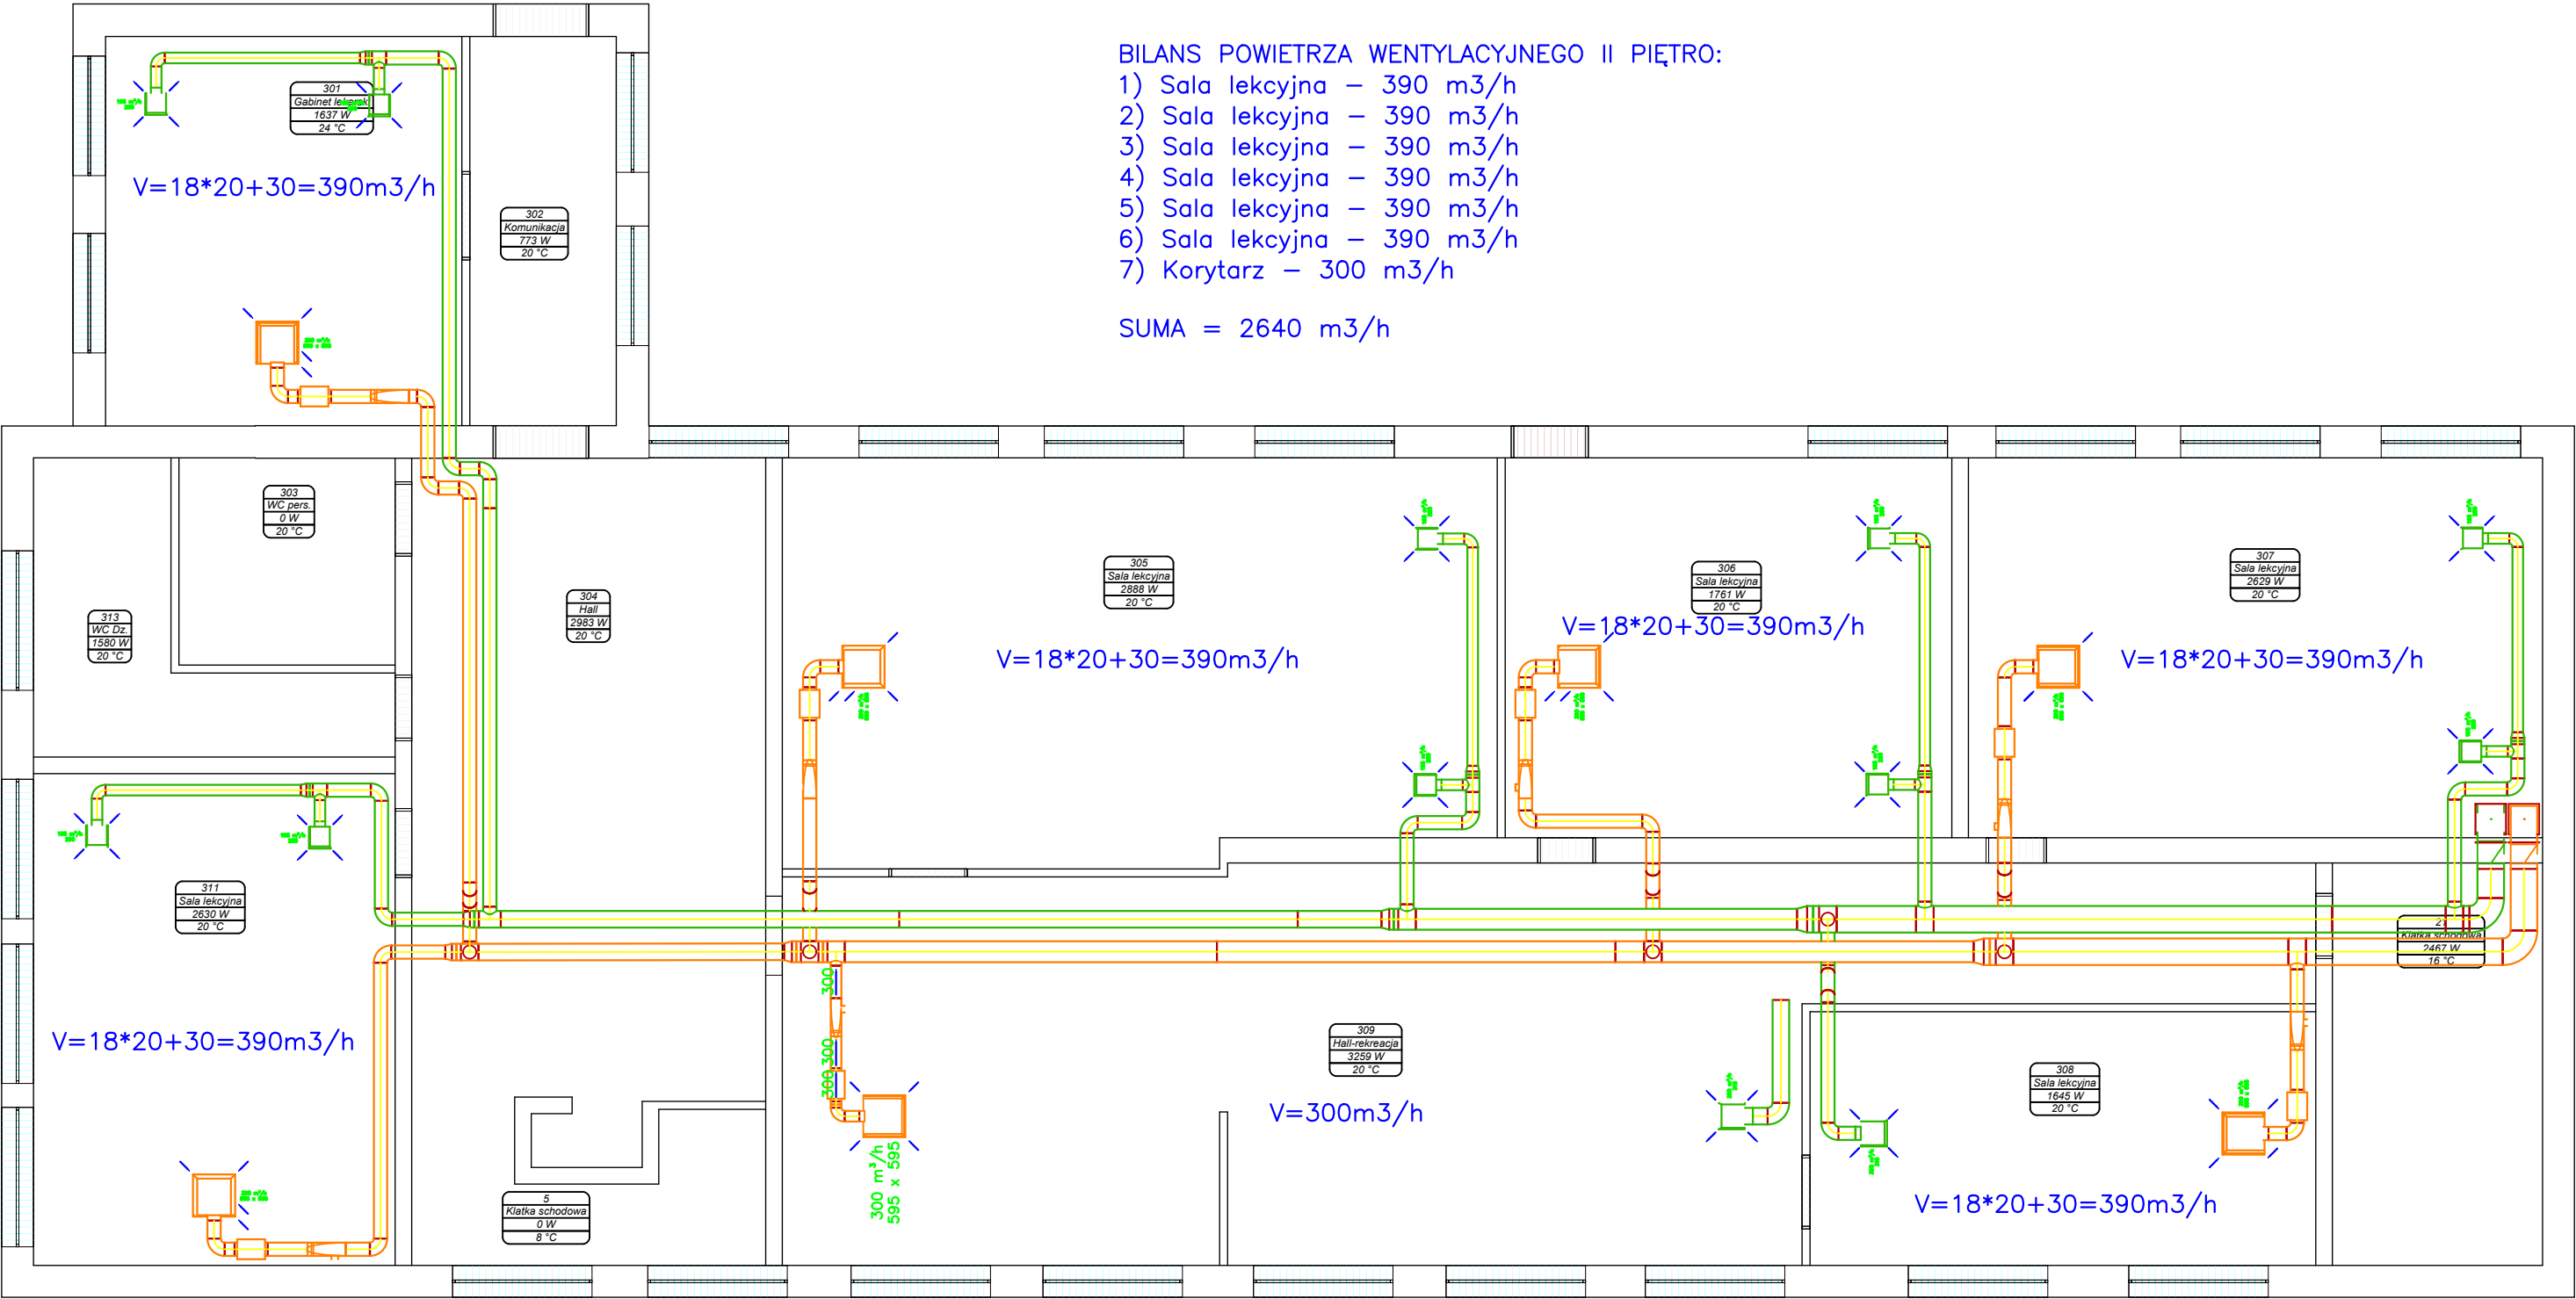 BILANS POWIETRZA WENTYLACYJNEGO II PIĘTRO:
1) Sala lekcyjna – 390 m3/h
2) Sala lekcyjna – 390 m3/h
3) Sala lekcyjna – 390 m3/h
4) Sala lekcyjna – 390 m3/h
5) Sala lekcyjna – 390 m3/h
6) Sala lekcyjna – 390 m3/h
7) Korytarz – 300 m3/h
SUMA = 2640 m3/h
301
Gabinet
1637 W
24 °C
V=18*20+30=390m3/h
302
Komunikacja
773 W
20 °C
303
WC pers.
0 W
20 °C
313
WC Dz.
1580 W
20 °C
304
Hall
2983 W
20 °C
305
Sala lekcyjna
2888 W
20 °C
V=18*20+30=390m3/h
306
Sala lekcyjna
1761 W
20 °C
V=18*20+30=390m3/h
307
Sala lekcyjna
2629 W
20 °C
V=18*20+30=390m3/h
311
Sala lekcyjna
2630 W
20 °C
V=18*20+30=390m3/h
Klatka schodowa
2467 W
16 °C
300
300
300
300 m³/h
595 x 595
309
Hall-rekreacja
3259 W
20 °C
V=300m3/h
308
Sala lekcyjna
1645 W
20 °C
V=18*20+30=390m3/h
5
Klatka schodowa
0 W
8 °C